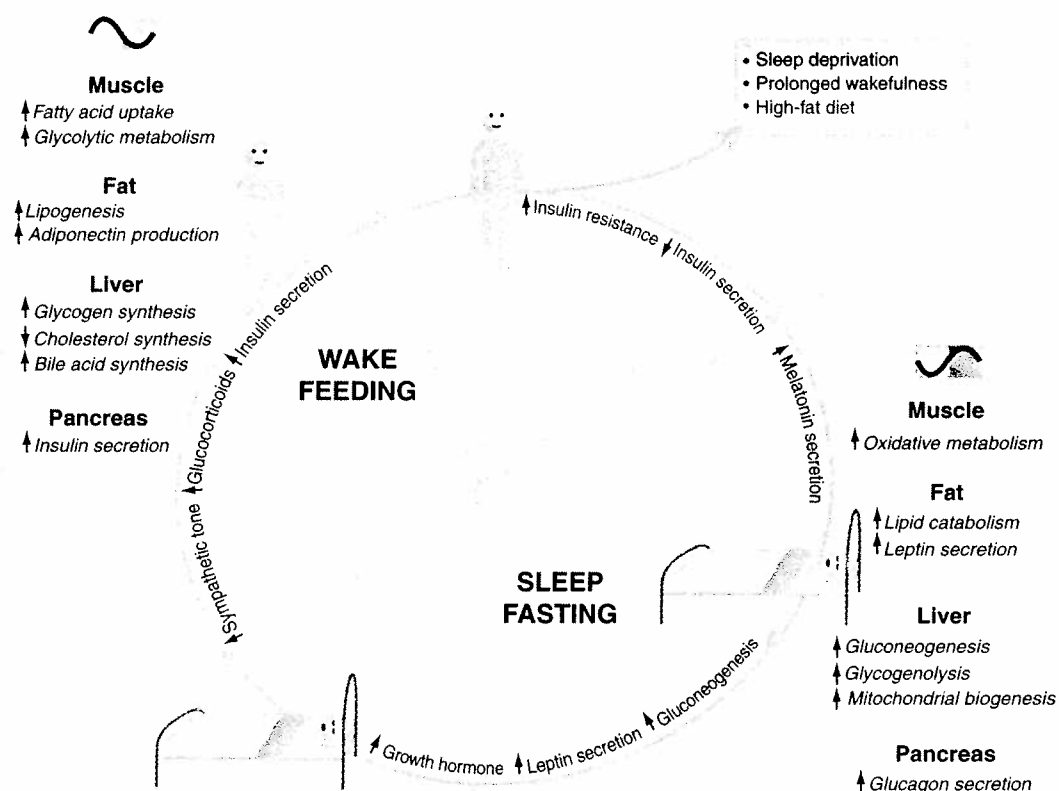 Muscle
↑ Fatty acid uptake
↑ Glycolytic metabolism
Fat
↑ Lipogenesis
↑ Adiponectin production
Liver
↑ Glycogen synthesis
↓ Cholesterol synthesis
↑ Bile acid synthesis
Pancreas
↑ Insulin secretion
• Sleep deprivation
• Prolonged wakefulness
• High-fat diet
WAKE
FEEDING
SLEEP
FASTING
↑ Insulin resistance
↓ Insulin secretion
↑ Melatonin secretion
↑ Gluconeogenesis
↑ Leptin secretion
↑ Growth hormone
↑ Sympathetic tone
↑ Glucocorticoids
↑ Insulin secretion
Muscle
↑ Oxidative metabolism
Fat
↑ Lipid catabolism
↑ Leptin secretion
Liver
↑ Gluconeogenesis
↑ Glycogenolysis
↑ Mitochondrial biogenesis
Pancreas
↑ Glucagon secretion